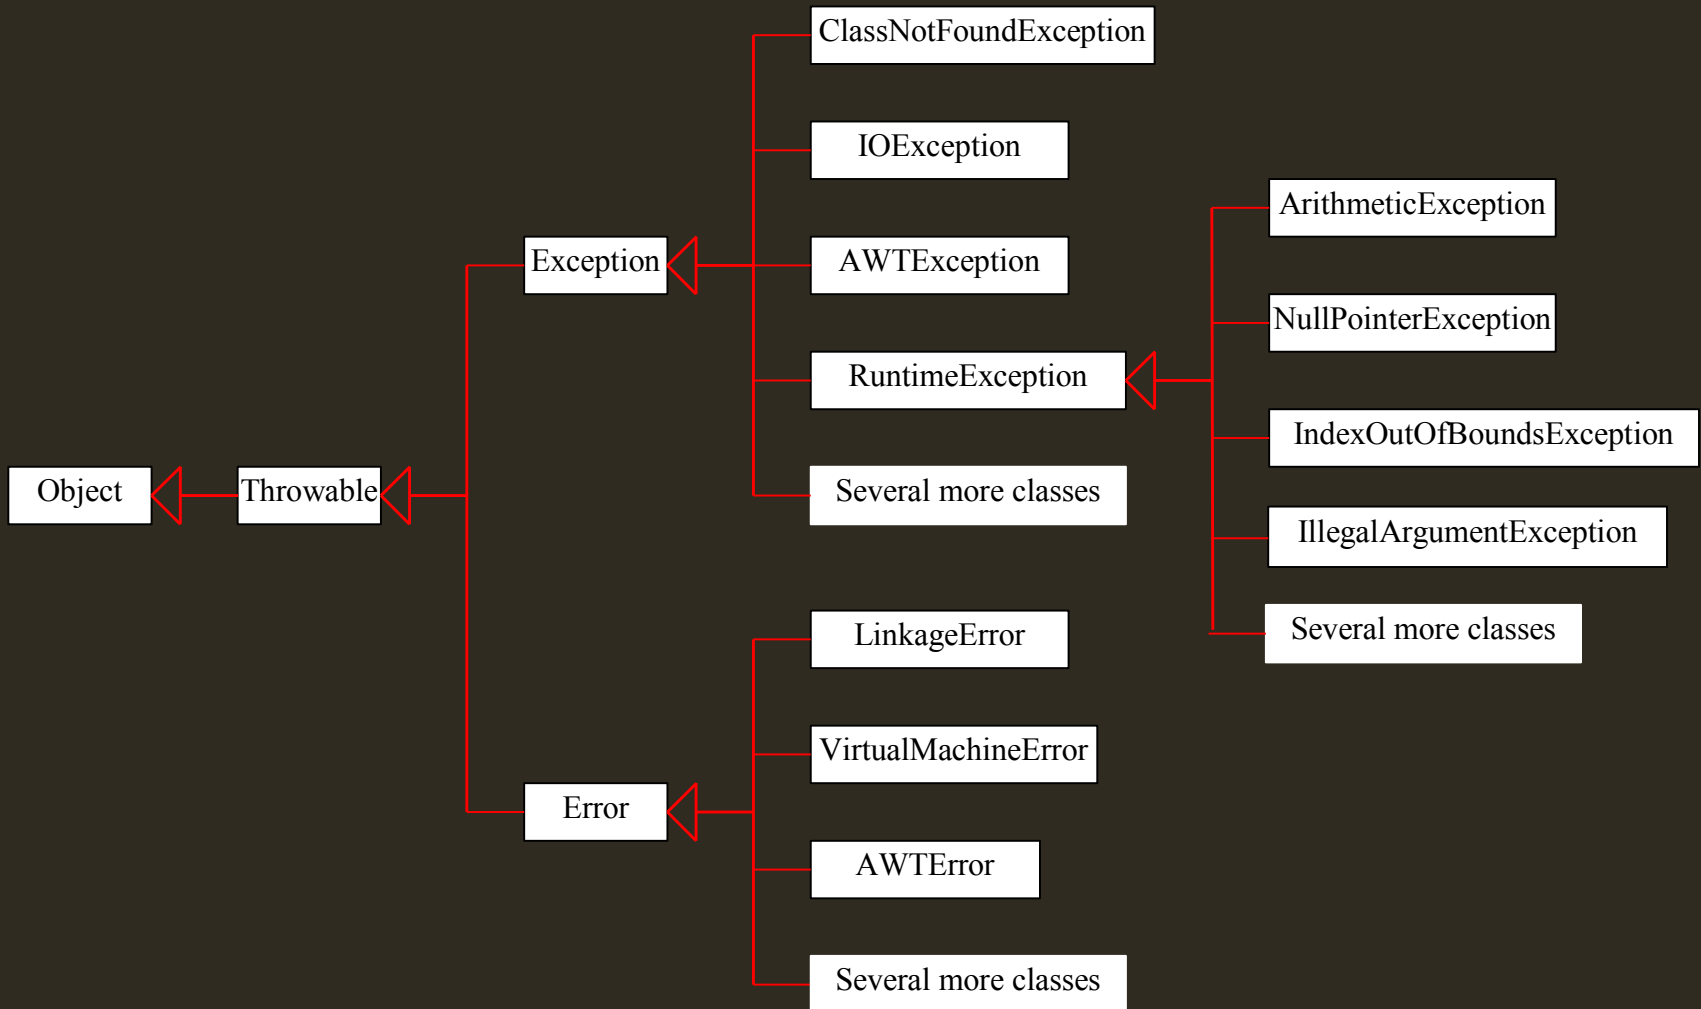 ClassNotFoundException
IOException
ArithmeticException
Exception
AWTException
NullPointerException
RuntimeException
IndexOutOfBoundsException
Object
Throwable
Several more classes
IllegalArgumentException
Several more classes
LinkageError
VirtualMachineError
Error
AWTError
Several more classes